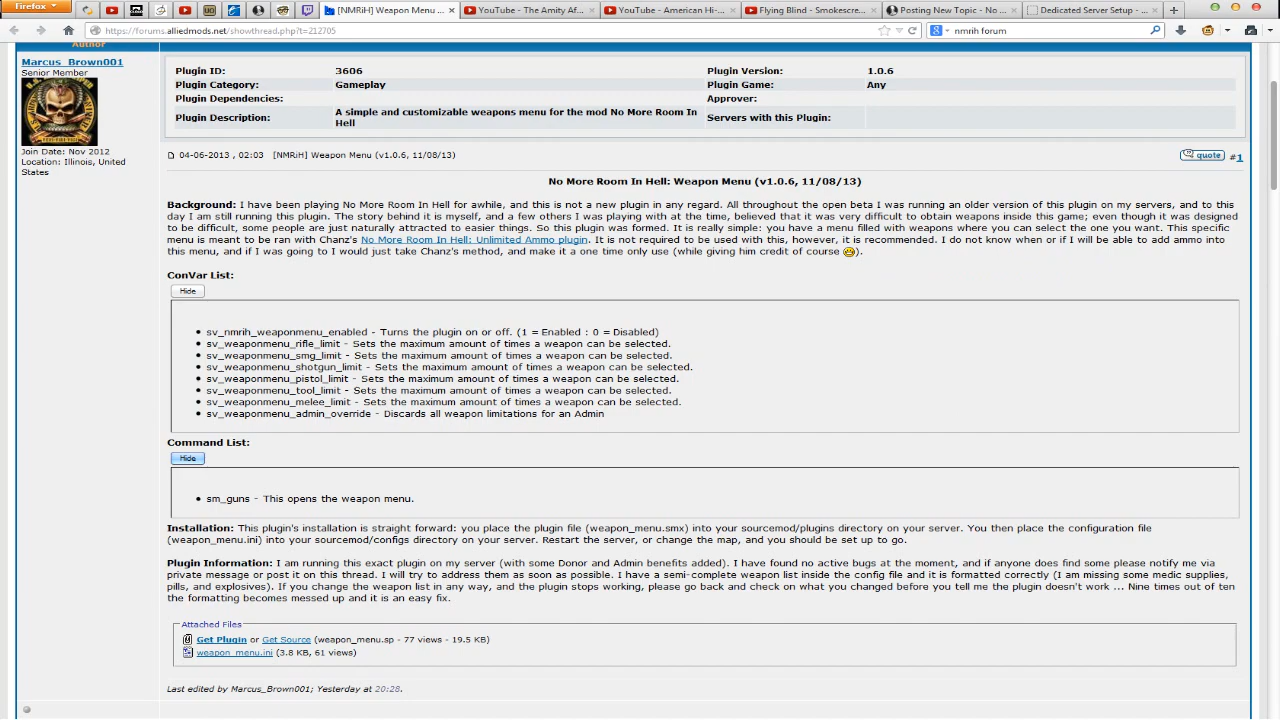 Firefox
[NMRiH] Weapon Menu ... ×
YouTube - The Amity Af... ×
YouTube - American Hi-... ×
Flying Blind - Smokescre... ×
Posting New Topic - No ... ×
Dedicated Server Setup - ... ×
https://forums.alliedmods.net/showthread.php?t=212705
nmrih forum
Author
Marcus_Brown001
Senior Member
Join Date: Nov 2012
Location: Illinois, United
States
Plugin ID: 3606 Plugin Version: 1.0.6
Plugin Category: Gameplay Plugin Game: Any
Plugin Dependencies: Approver:
Plugin Description: A simple and customizable weapons menu for the mod No More Room In
Hell Servers with this Plugin:
04-06-2013 , 02:03 [NMRiH] Weapon Menu (v1.0.6, 11/08/13)
quote #1
No More Room In Hell: Weapon Menu (v1.0.6, 11/08/13)
Background: I have been playing No More Room In Hell for awhile, and this is not a new plugin in any regard. All throughout the open beta I was running an older version of this plugin on my servers, and to this
day I am still running this plugin. The story behind it is myself, and a few others I was playing with at the time, believed that it was very difficult to obtain weapons inside this game; even though it was designed
to be difficult, some people are just naturally attracted to easier things. So this plugin was formed. It is really simple: you have a menu filled with weapons where you can select the one you want. This specific
menu is meant to be ran with Chanz's No More Room In Hell: Unlimited Ammo plugin. It is not required to be used with this, however, it is recommended. I do not know when or if I will be able to add ammo into
this menu, and if I was going to I would just take Chanz's method, and make it a one time only use (while giving him credit of course ).
ConVar List:
Hide
• sv_nmrih_weaponmenu_enabled - Turns the plugin on or off. (1 = Enabled : 0 = Disabled)
• sv_weaponmenu_rifle_limit - Sets the maximum amount of times a weapon can be selected.
• sv_weaponmenu_smg_limit - Sets the maximum amount of times a weapon can be selected.
• sv_weaponmenu_shotgun_limit - Sets the maximum amount of times a weapon can be selected.
• sv_weaponmenu_pistol_limit - Sets the maximum amount of times a weapon can be selected.
• sv_weaponmenu_tool_limit - Sets the maximum amount of times a weapon can be selected.
• sv_weaponmenu_melee_limit - Sets the maximum amount of times a weapon can be selected.
• sv_weaponmenu_admin_override - Discards all weapon limitations for an Admin
Command List:
Hide
• sm_guns - This opens the weapon menu.
Installation: This plugin's installation is straight forward: you place the plugin file (weapon_menu.smx) into your sourcemod/plugins directory on your server. You then place the configuration file
(weapon_menu.ini) into your sourcemod/configs directory on your server. Restart the server, or change the map, and you should be set up to go.
Plugin Information: I am running this exact plugin on my server (with some Donor and Admin benefits added). I have found no active bugs at the moment, and if anyone does find some please notify me via
private message or post it on this thread. I will try to address them as soon as possible. I have a semi-complete weapon list inside the config file and it is formatted correctly (I am missing some medic supplies,
pills, and explosives). If you change the weapon list in any way, and the plugin stops working, please go back and check on what you changed before you tell me the plugin doesn't work ... Nine times out of ten
the formatting becomes messed up and it is an easy fix.
Attached Files
Get Plugin or Get Source (weapon_menu.sp - 77 views - 19.5 KB)
weapon_menu.ini (3.8 KB, 61 views)
Last edited by Marcus_Brown001; Yesterday at 20:28.